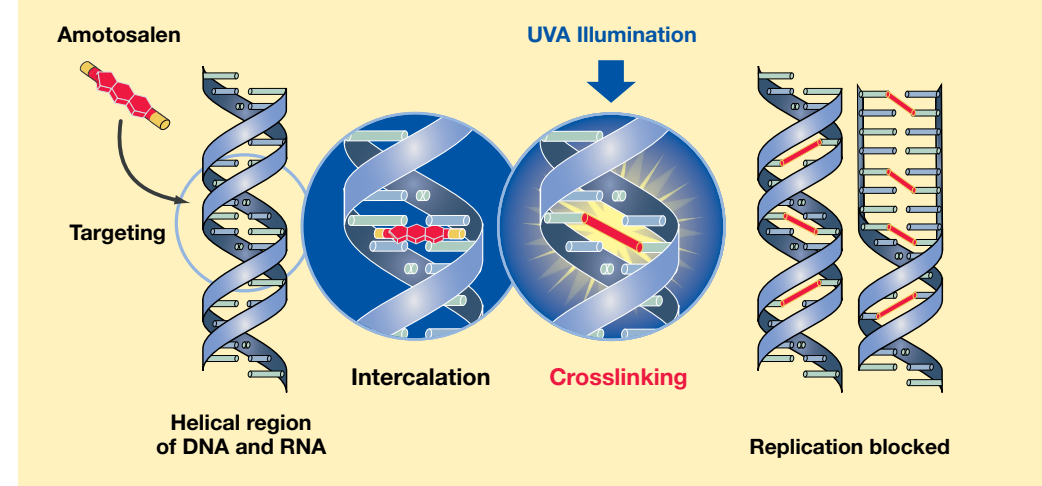 Amotosalen
UVA Illumination
Targeting
Intercalation
Crosslinking
Helical region
of DNA and RNA
Replication blocked